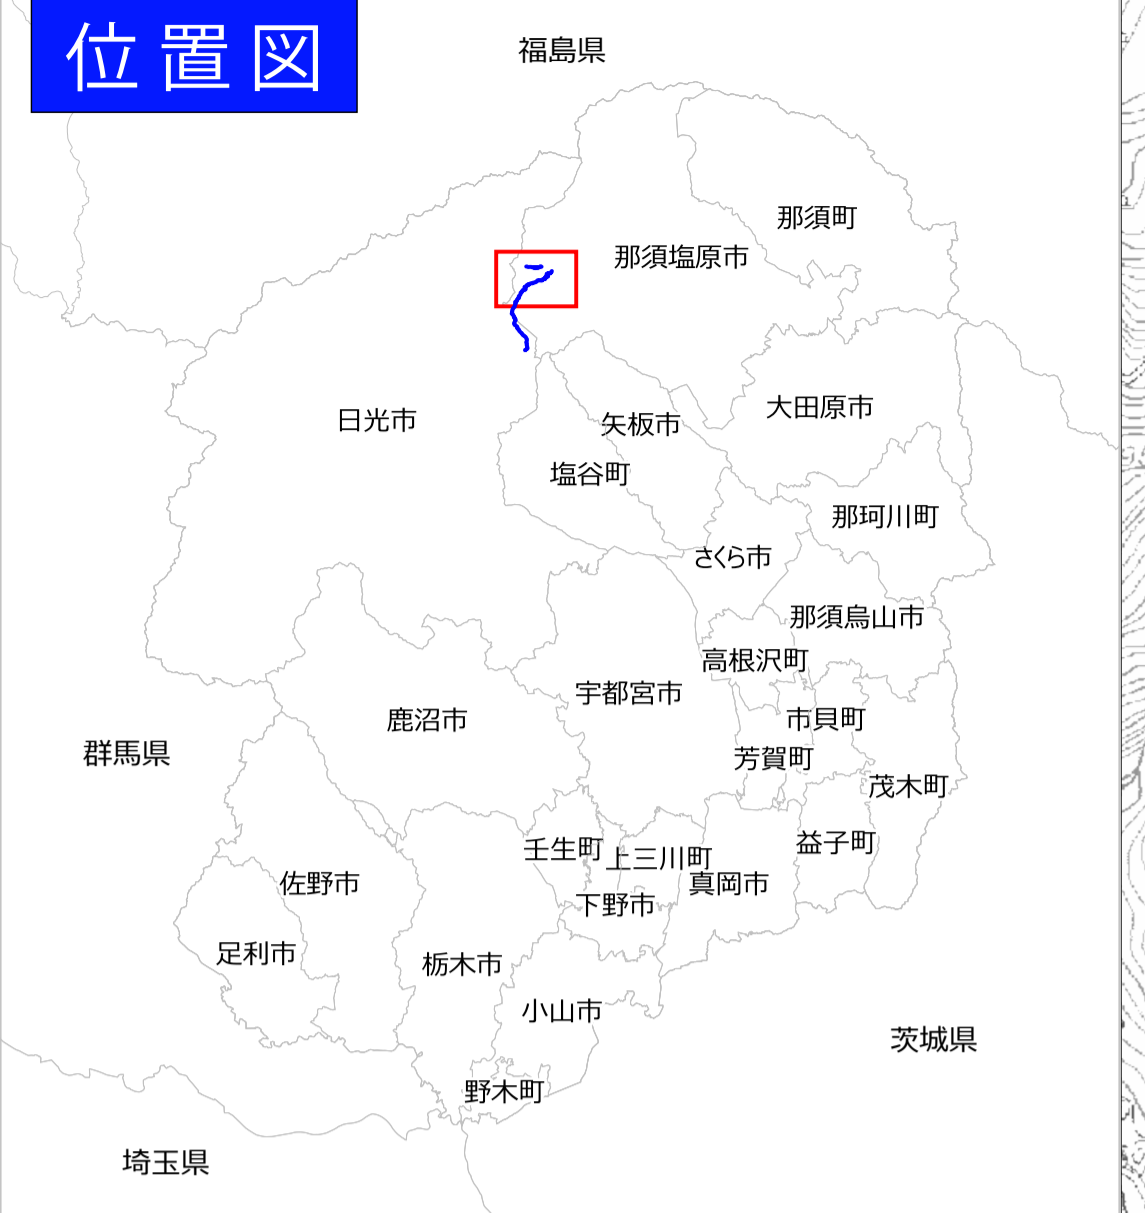 位置図
福島県
那須町
那須塩原市
大田原市
日光市
矢板市
塩谷町
那珂川町
さくら市
那須烏山市
高根沢町
宇都宮市
鹿沼市
市貝町
群馬県
芳賀町
茂木町
益子町
壬生町
上三川町
佐野市
真岡市
下野市
足利市
栃木市
小山市
茨城県
野木町
埼玉県